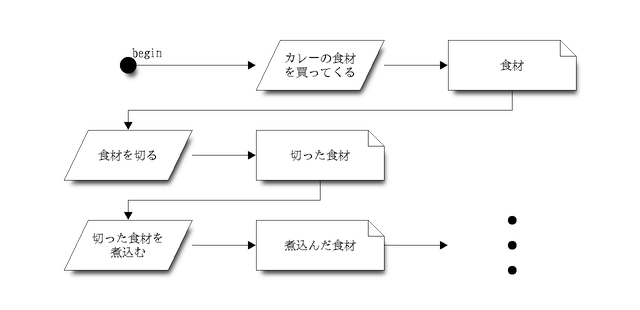 begin
カレーの食材
を買ってくる
食材
食材を切る
切った食材
切った食材を
煮込む
煮込んだ食材